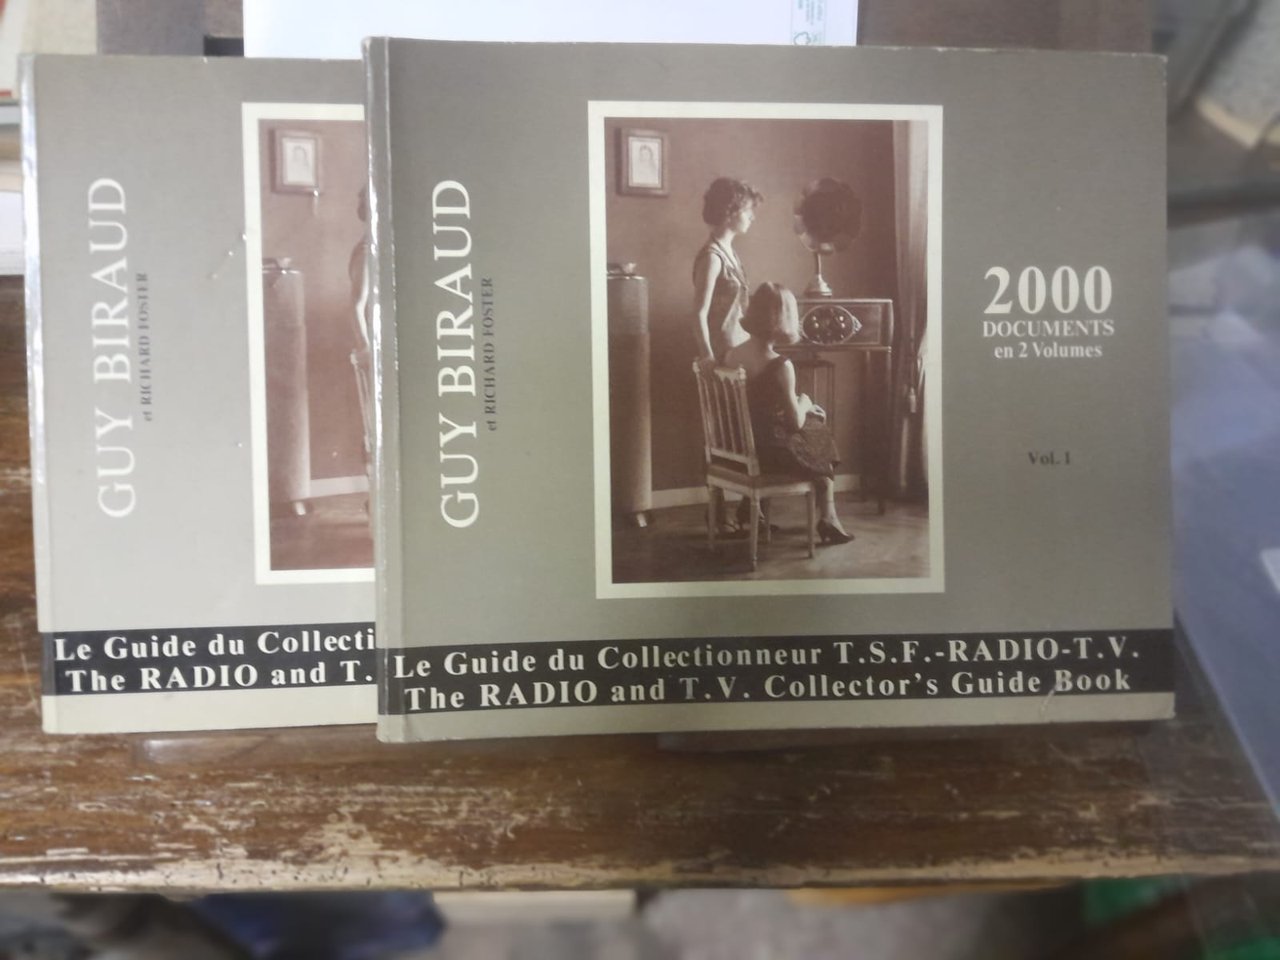 GUY BIRAUD
et RICHARD FOSTER
Le Guide du Collecti
The RADIO and T.
GUY BIRAUD
et RICHARD FOSTER
2000
DOCUMENTS
en 2 Volumes
Vol. I
Le Guide du Collectionneur T.S.F.-RADIO-T.V.
The RADIO and T.V. Collector's Guide Book